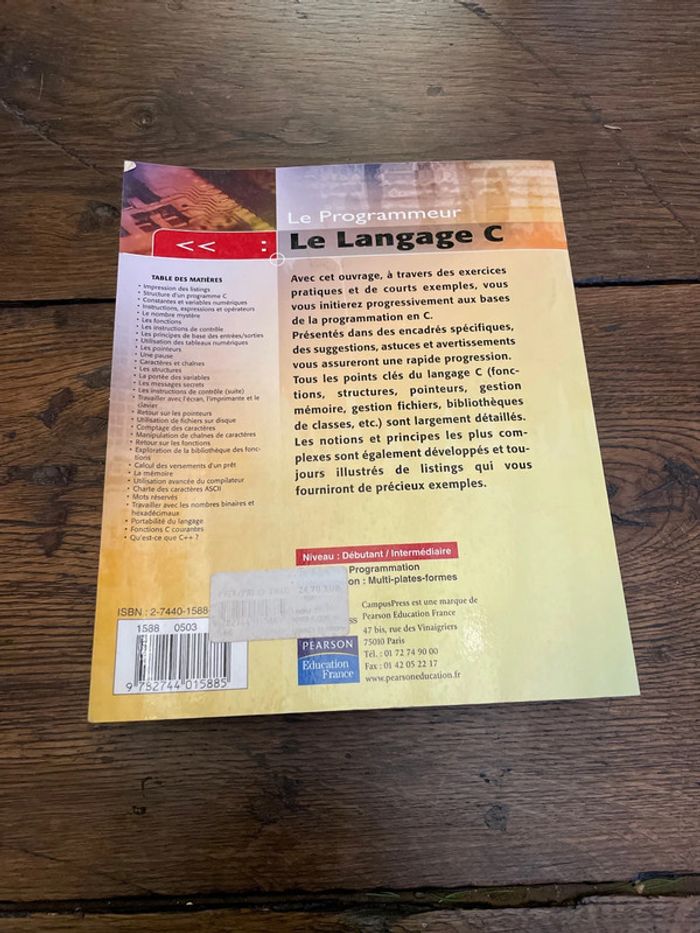 Le Programmeur
<< :
Le Langage C
TABLE DES MATIÈRES
• Impression des listings
• Structure d'un programme C
• Constantes et variables numériques
• Instructions, expressions et opérateurs
• Le nombre mystère
• Les fonctions
• Les instructions de contrôle
• Les principes de base des entrées/sorties
• Utilisation des tableaux numériques
• Les pointeurs
• Une pause
• Caractères et chaînes
• Les structures
• La portée des variables
• Les messages secrets
• Les instructions de contrôle (suite)
• Travailler avec l'écran, l'imprimante et le
clavier
• Retour sur les pointeurs
• Utilisation de fichiers sur disque
• Comptage des caractères
• Manipulation de chaînes de caractères
• Retour sur les fonctions
• Exploration de la bibliothèque des fonc-
tions
• Calcul des versements d'un prêt
• La mémoire
• Utilisation avancée du compilateur
• Charte des caractères ASCII
• Mots réservés
• Travailler avec les nombres binaires et
hexadécimaux
• Portabilité du langage
• Fonctions C courantes
• Qu'est-ce que C++ ?
Avec cet ouvrage, à travers des exercices
pratiques et de courts exemples, vous
vous initierez progressivement aux bases
de la programmation en C.
Présentés dans des encadrés spécifiques,
des suggestions, astuces et avertissements
vous assureront une rapide progression.
Tous les points clés du langage C (fonc-
tions, structures, pointeurs, gestion
mémoire, gestion fichiers, bibliothèques
de classes, etc.) sont largement détaillés.
Les notions et principes les plus com-
plexes sont également développés et tou-
jours illustrés de listings qui vous
fourniront de précieux exemples.
Niveau : Débutant / Intermédiaire
Programmation
: Multi-plates-formes
ISBN : 2-7440-1588
1588 0503
9 782744 015885
PEARSON
Education
France
CampusPress est une marque de
Pearson Education France
47 bis, rue des Vinaigriers
75010 Paris
Tél. : 01 72 74 90 00
Fax : 01 42 05 22 17
www.pearsoneducation.fr